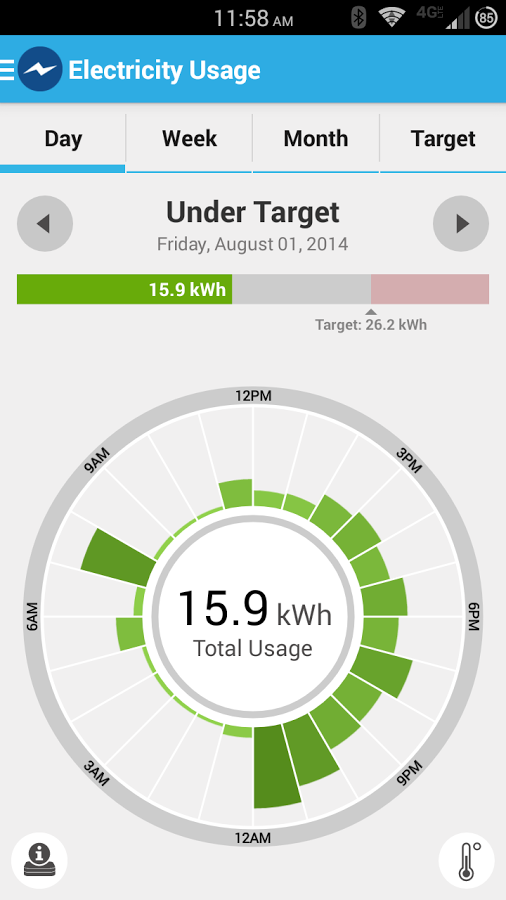 11:58 AM 4G LTE 85
Electricity Usage
Day Week Month Target
Under Target
Friday, August 01, 2014
15.9 kWh
Target: 26.2 kWh
12PM
9AM 3PM
15.9 kWh
6AM 6PM
Total Usage
3AM 9PM
12AM